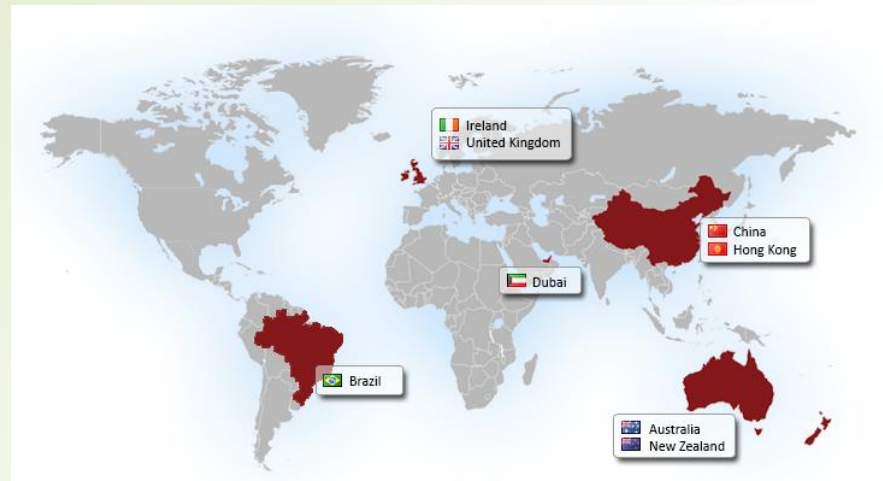 Ireland
United Kingdom
China
Hong Kong
Dubai
Brazil
Australia
New Zealand